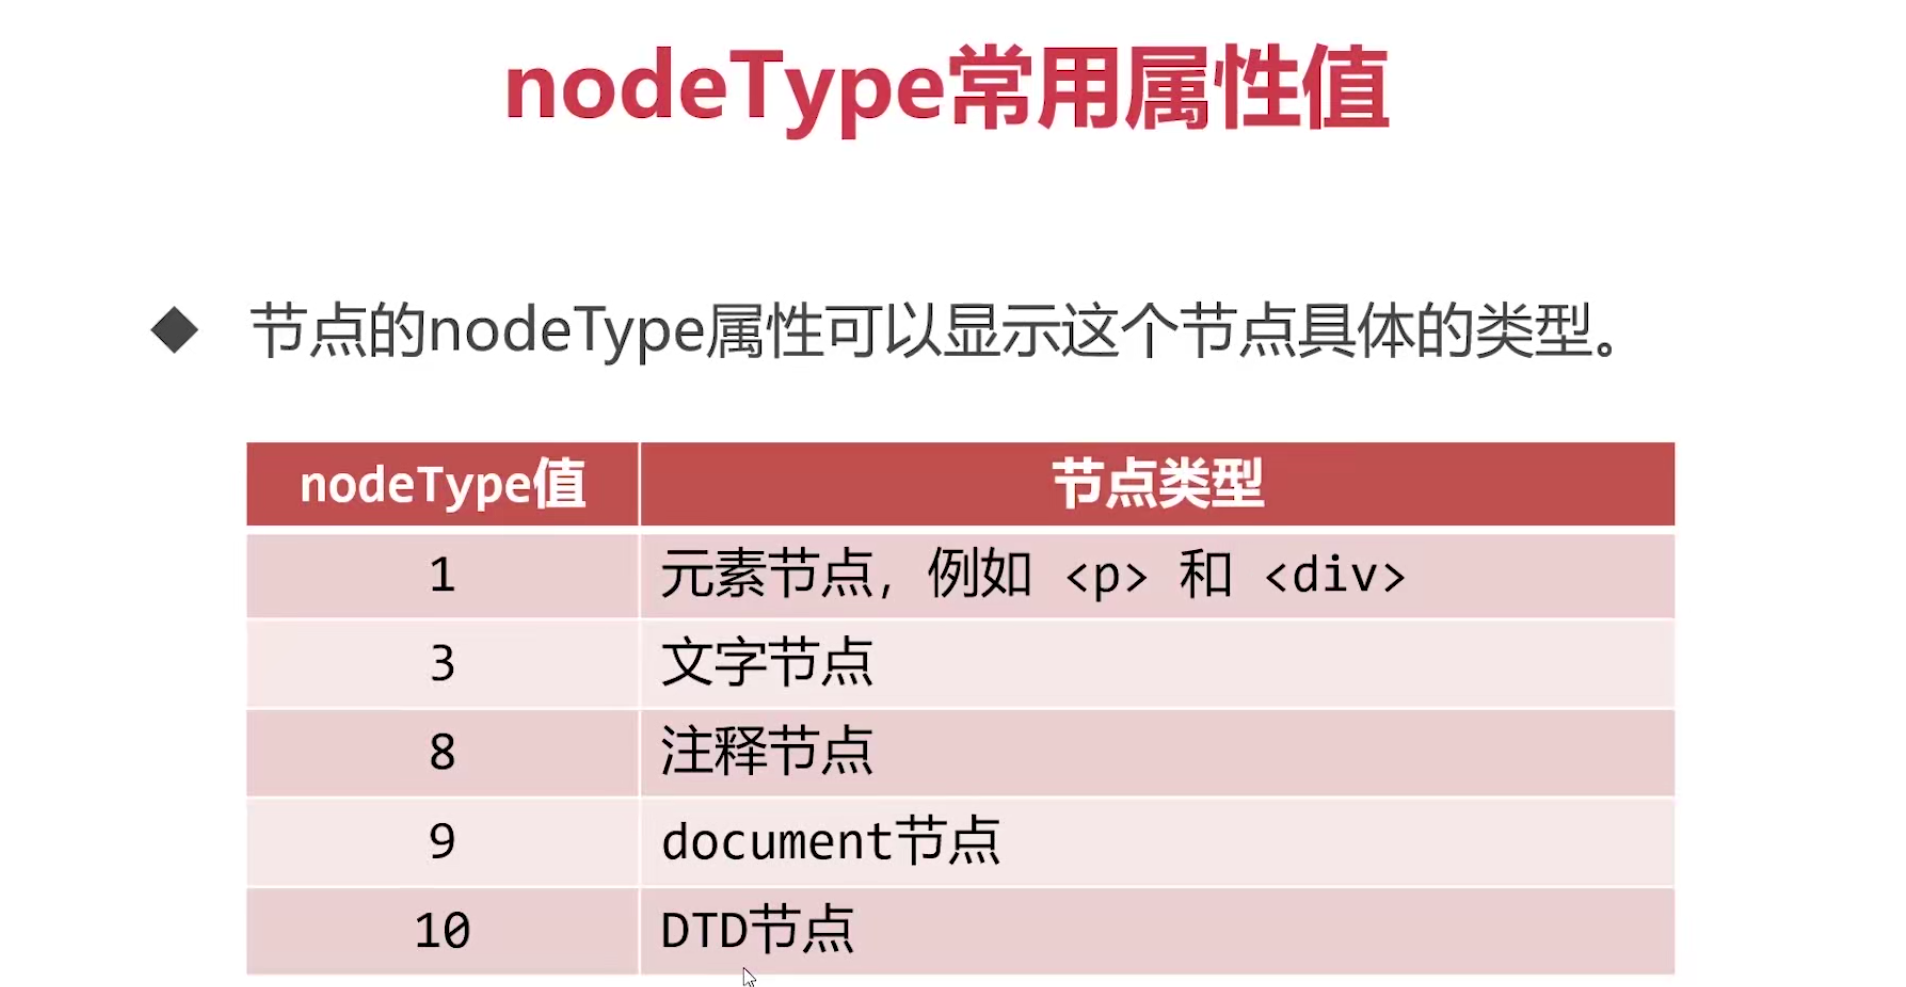 nodeType常用属性值
节点的nodeType属性可以显示这个节点具体的类型。
nodeType值 节点类型
1 元素节点，例如 <p> 和 <div>
3 文字节点
8 注释节点
9 document节点
10 DTD节点